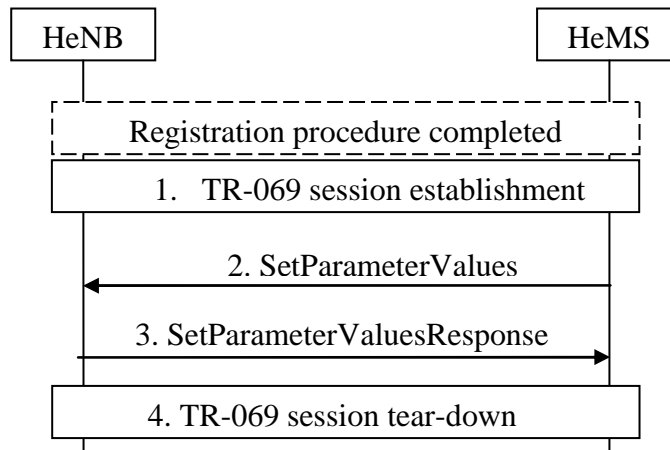 HeNB
HeMS
Registration procedure completed
1. TR-069 session establishment
2. SetParameterValues
3. SetParameterValuesResponse
4. TR-069 session tear-down